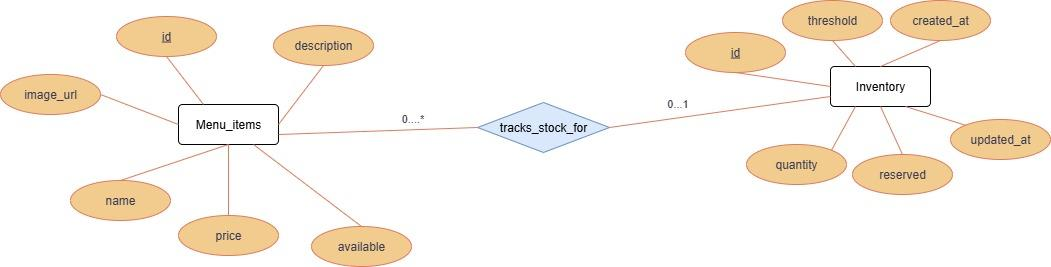 id
description
image_url
Menu_items
name
price
available
0....*
tracks_stock_for
0...1
threshold
created_at
id
Inventory
updated_at
quantity
reserved